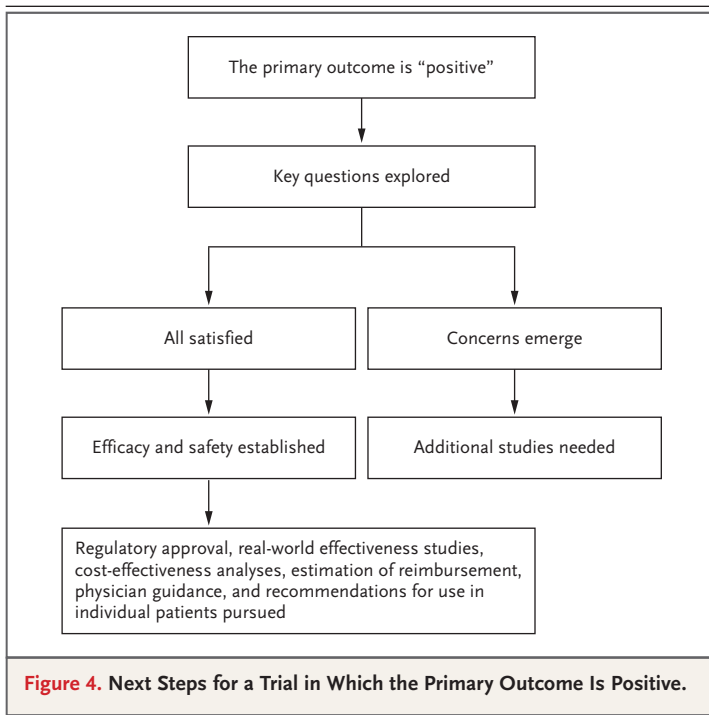 The primary outcome is “positive”
Key questions explored
All satisfied
Concerns emerge
Efficacy and safety established
Additional studies needed
Regulatory approval, real-world effectiveness studies,
cost-effectiveness analyses, estimation of reimbursement,
physician guidance, and recommendations for use in
individual patients pursued
Figure 4. Next Steps for a Trial in Which the Primary Outcome Is Positive.